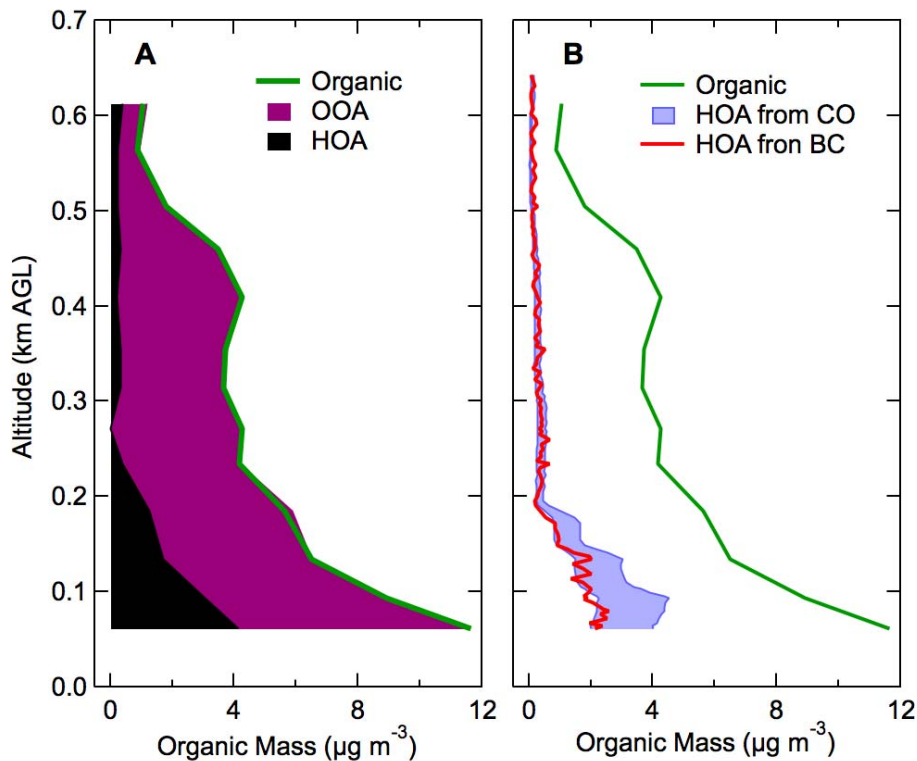 A
Organic
OOA
HOA
0.7
0.6
0.5
0.4
0.3
0.2
0.1
0.0
Altitude (km AGL)
0 4 8 12
Organic Mass (µg m⁻³)
B
Organic
HOA from CO
HOA fron BC
0 4 8 12
Organic Mass (µg m⁻³)